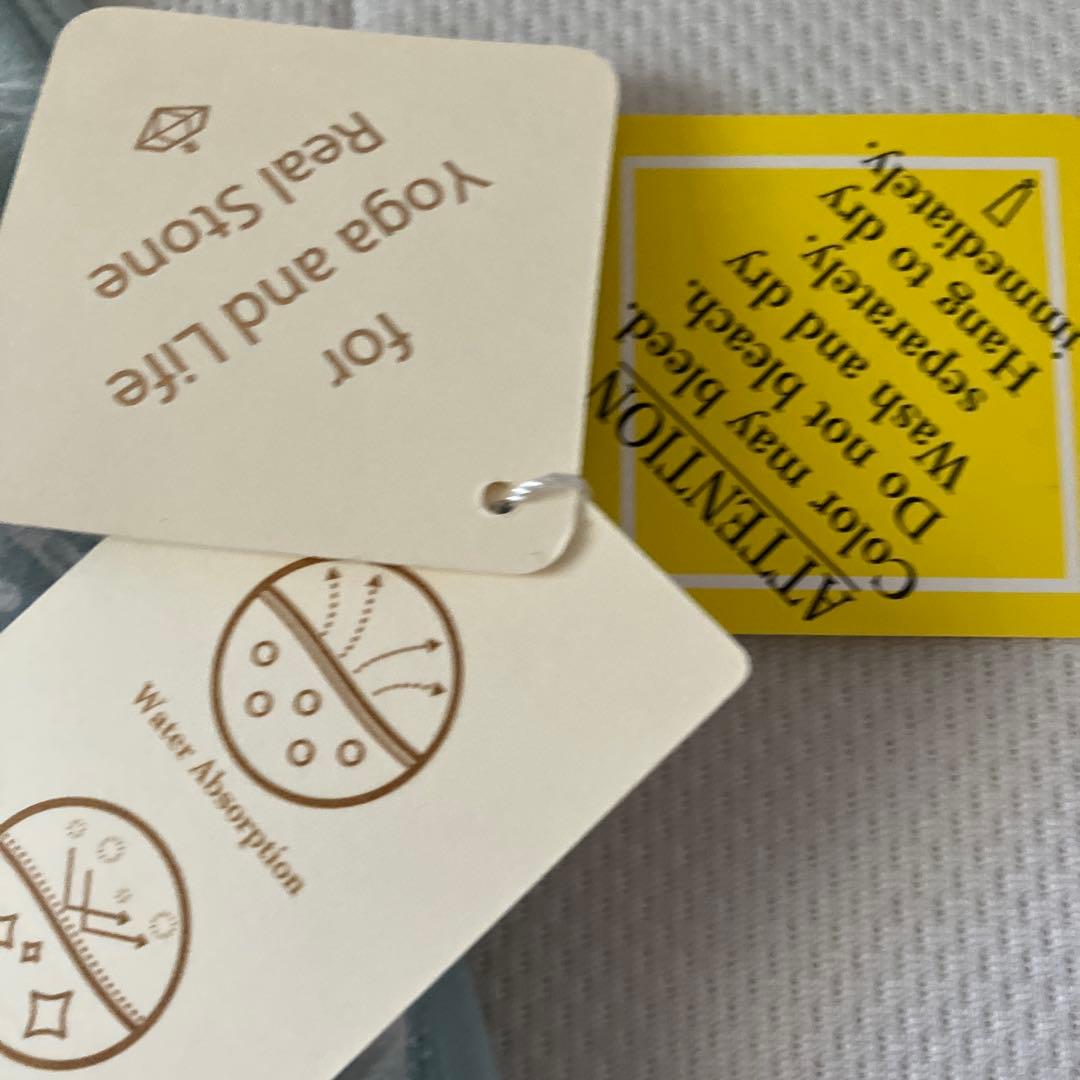 for
Yoga and Life
Real Stone
ATTENTION
Color may bleed.
Do not bleach.
Wash and dry
separately.
Hang to dry
immediately.
Water Absorption